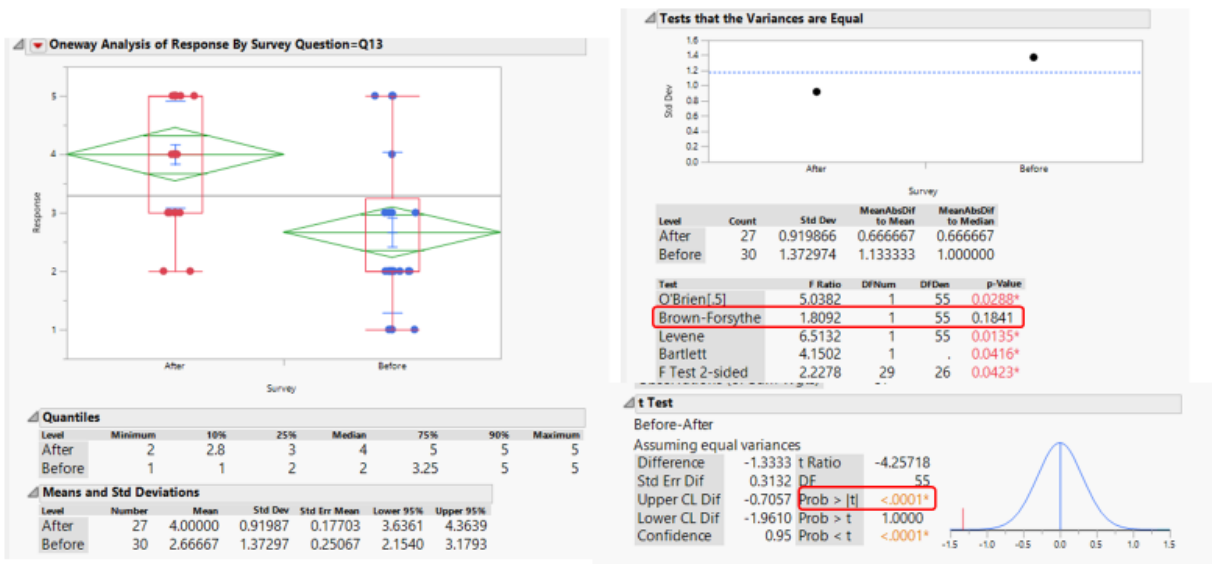 Oneway Analysis of Response By Survey Question=Q13
5
4
3
2
1
Response
After Before
Survey
Quantiles
Level Minimum 10% 25% Median 75% 90% Maximum
After 2 2.8 3 4 5 5 5
Before 1 1 2 2 3.25 5 5
Means and Std Deviations
Level Number Mean Std Dev Std Err Mean Lower 95% Upper 95%
After 27 4.00000 0.91987 0.17703 3.6361 4.3639
Before 30 2.66667 1.37297 0.25067 2.1540 3.1793
Tests that the Variances are Equal
1.6
1.4
1.2
1.0
0.8
0.6
0.4
0.2
0.0
Std Dev
After Before
Survey
Level Count Std Dev MeanAbsDif to Mean MeanAbsDif to Median
After 27 0.919866 0.666667 0.666667
Before 30 1.372974 1.133333 1.000000
Test F Ratio DFNum DFDen p-Value
O'Brien[.5] 5.0382 1 55 0.0288*
Brown-Forsythe 1.8092 1 55 0.1841
Levene 6.5132 1 55 0.0135*
Bartlett 4.1502 1 . 0.0416*
F Test 2-sided 2.2278 29 26 0.0423*
t Test
Before-After
Assuming equal variances
Difference -1.3333 t Ratio -4.25718
Std Err Dif 0.3132 DF 55
Upper CL Dif -0.7057 Prob > |t| <.0001*
Lower CL Dif -1.9610 Prob > t 1.0000
Confidence 0.95 Prob < t <.0001*
-1.5 -1.0 -0.5 0.0 0.5 1.0 1.5